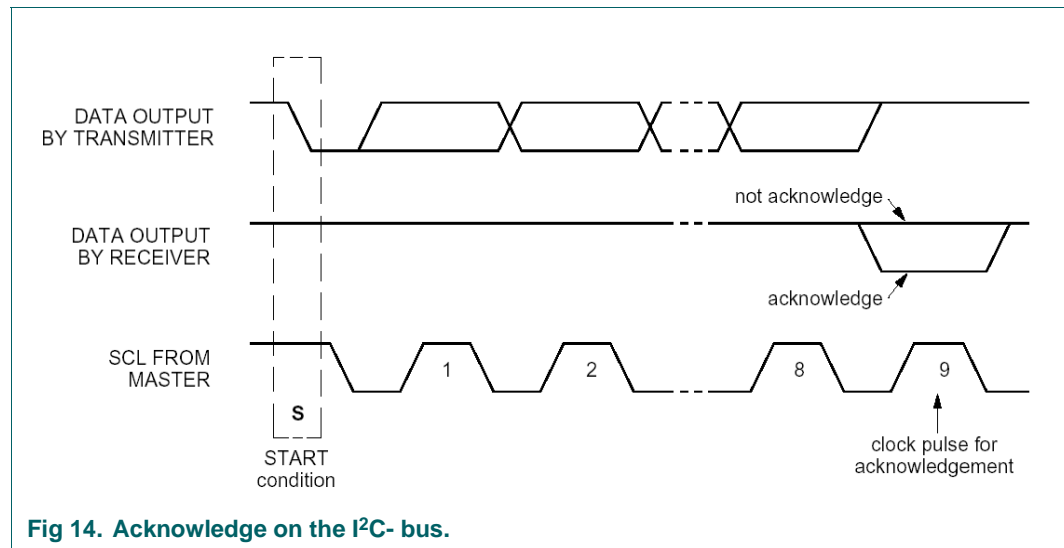 DATA OUTPUT
BY TRANSMITTER
not acknowledge
DATA OUTPUT
BY RECEIVER
acknowledge
SCL FROM
MASTER
1
2
8
9
S
START
condition
clock pulse for
acknowledgement
Fig 14. Acknowledge on the I²C- bus.